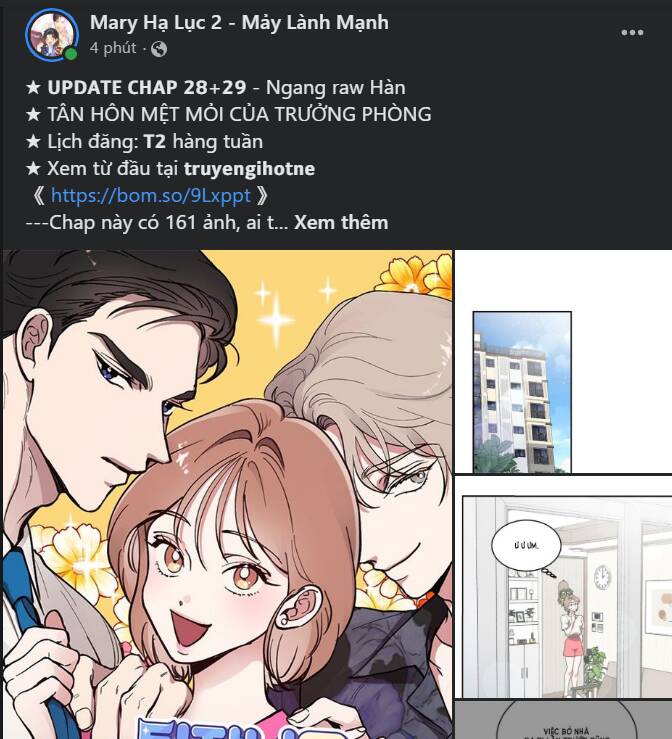 Mary Hạ Lục 2 - Mảy Lành Mạnh
4 phút ·
★ UPDATE CHAP 28+29 - Ngang raw Hàn
★ TÂN HÔN MỆT MỎI CỦA TRƯỞNG PHÒNG
★ Lịch đăng: T2 hàng tuần
★ Xem từ đầu tại truyengihotne
《 https://bom.so/9Lxppt 》
---Chap này có 161 ảnh, ai t... Xem thêm
Ư Ư ƯM.
VIỆC BỎ NHÀ